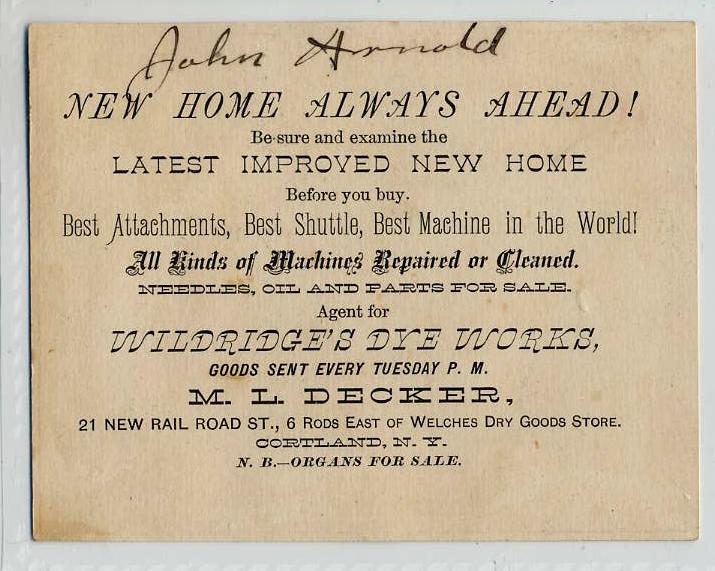 John Arnold
NEW HOME ALWAYS AHEAD!
Be sure and examine the
LATEST IMPROVED NEW HOME
Before you buy.
Best Attachments, Best Shuttle, Best Machine in the World!
All Kinds of Machines Repaired or Cleaned.
NEEDLES, OIL AND PARTS FOR SALE.
Agent for
WILDRIDGE'S DYE WORKS,
GOODS SENT EVERY TUESDAY P. M.
M. L. DECKER,
21 NEW RAIL ROAD ST., 6 RODS EAST OF WELCHES DRY GOODS STORE.
CORTLAND, N. Y.
N. B.—ORGANS FOR SALE.